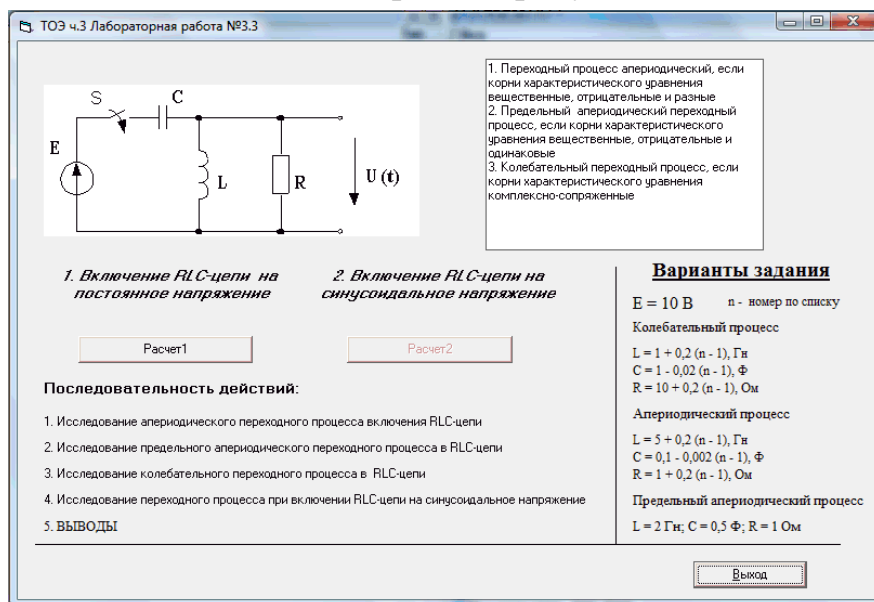 ТОЭ ч.3 Лабораторная работа №3.3
S
C
E
L
R
U (t)
1. Переходный процесс апериодический, если
корни характеристического уравнения
вещественные, отрицательные и разные
2. Предельный апериодический переходный
процесс, если корни характеристического
уравнения вещественные, отрицательные и
одинаковые
3. Колебательный переходный процесс, если
корни характеристического уравнения
комплексно-сопряженные
1. Включение RLC-цепи на
постоянное напряжение
2. Включение RLC-цепи на
синусоидальное напряжение
Расчет1
Расчет2
Последовательность действий:
1. Исследование апериодического переходного процесса включения RLC-цепи
2. Исследование предельного апериодического переходного процесса в RLC-цепи
3. Исследование колебательного переходного процесса в RLC-цепи
4. Исследование переходного процесса при включении RLC-цепи на синусоидальное напряжение
5. ВЫВОДЫ
Варианты задания
E = 10 В n - номер по списку
Колебательный процесс
L = 1 + 0,2 (n - 1), Гн
C = 1 - 0,02 (n - 1), Ф
R = 10 + 0,2 (n - 1), Ом
Апериодический процесс
L = 5 + 0,2 (n - 1), Гн
C = 0,1 - 0,002 (n - 1), Ф
R = 1 + 0,2 (n - 1), Ом
Предельный апериодический процесс
L = 2 Гн; C = 0,5 Ф; R = 1 Ом
Выход